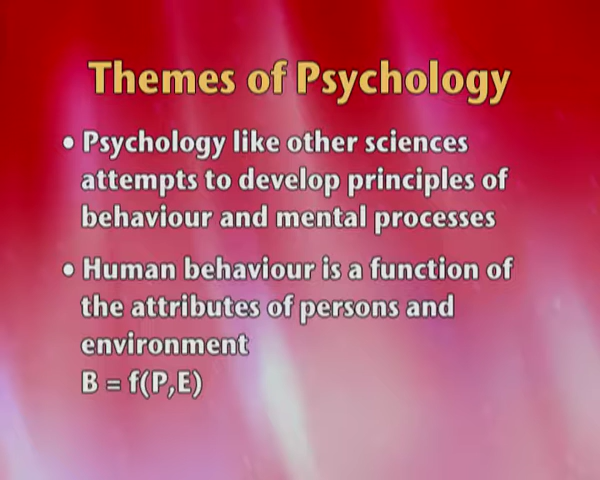 Themes of Psychology
• Psychology like other sciences
attempts to develop principles of
behaviour and mental processes
• Human behaviour is a function of
the attributes of persons and
environment
B = f(P,E)